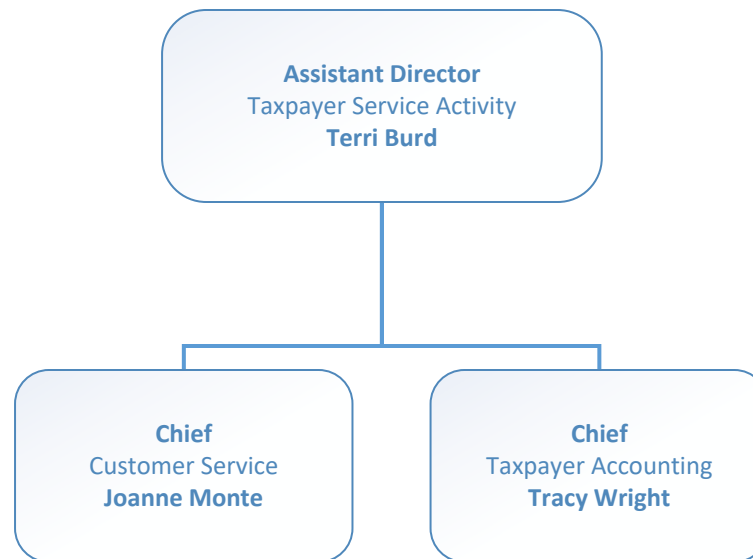 Assistant Director
Taxpayer Service Activity
Terri Burd
Chief
Customer Service
Joanne Monte
Chief
Taxpayer Accounting
Tracy Wright